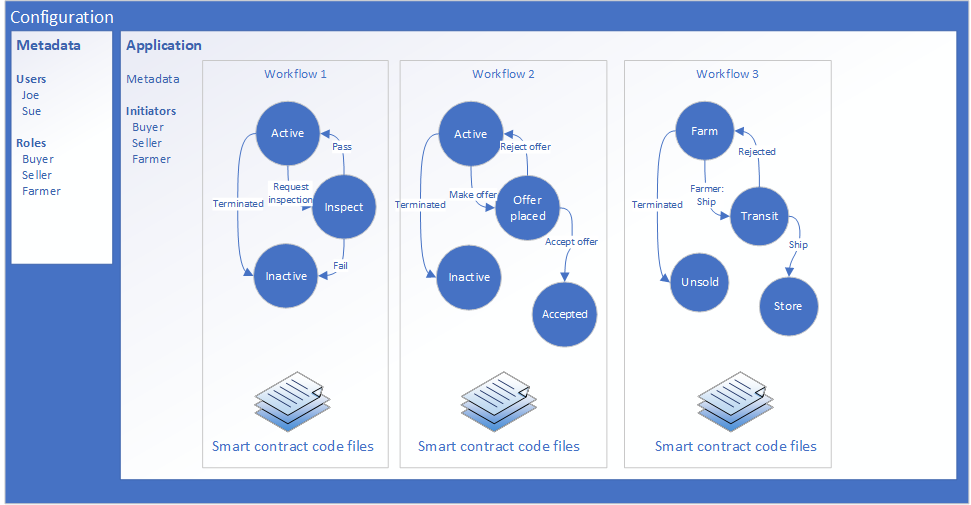 Configuration
Metadata
Users
Joe
Sue
Roles
Buyer
Seller
Farmer
Application
Metadata
Initiators
Buyer
Seller
Farmer
Workflow 1
Active
Pass
Request
inspection
Terminated
Inspect
Fail
Inactive
Smart contract code files
Workflow 2
Active
Reject offer
Make offer
Terminated
Offer
placed
Accept offer
Inactive
Accepted
Smart contract code files
Workflow 3
Farm
Rejected
Farmer:
Ship
Terminated
Transit
Ship
Unsold
Store
Smart contract code files